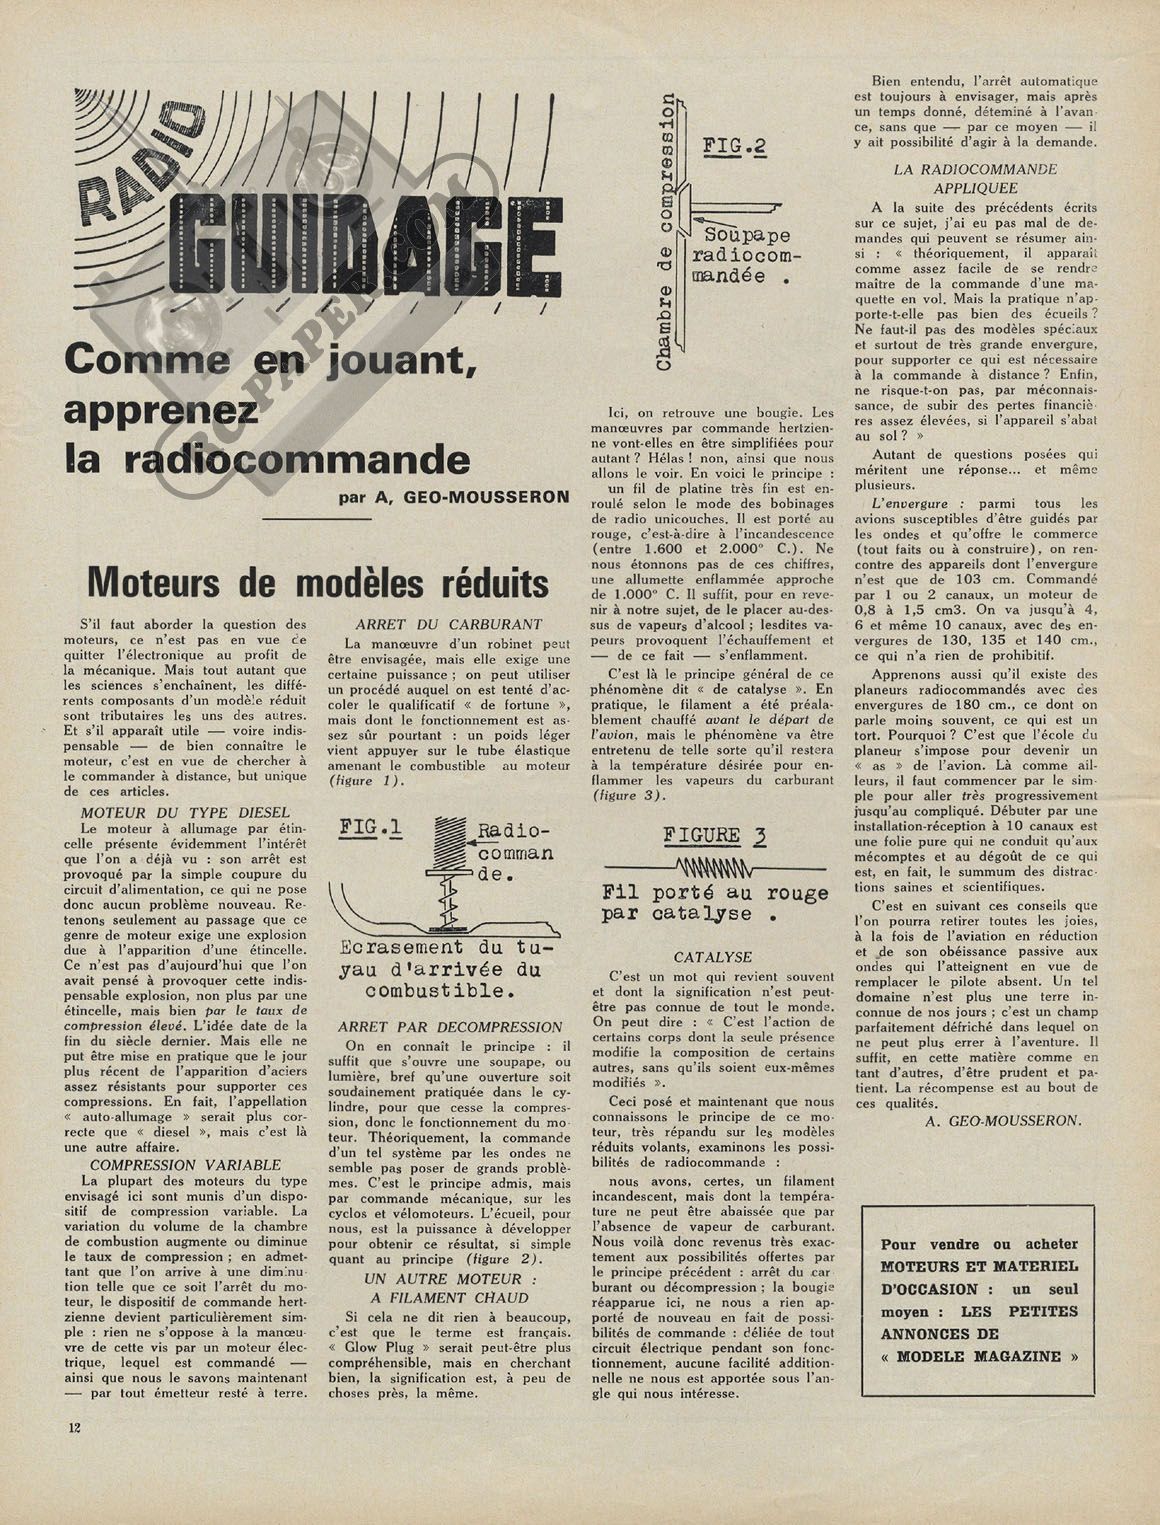 RADIO
GUIDAGE
Comme en jouant,
apprenez
la radiocommande
par A, GEO-MOUSSERON
Moteurs de modèles réduits
S'il faut aborder la question des
moteurs, ce n'est pas en vue de
quitter l'électronique au profit de
la mécanique. Mais tout autant que
les sciences s'enchaînent, les diffé-
rents composants d'un modèle réduit
sont tributaires les uns des autres.
Et s'il apparaît utile — voire indis-
pensable — de bien connaître le
moteur, c'est en vue de chercher à
le commander à distance, but unique
de ces articles.
MOTEUR DU TYPE DIESEL
Le moteur à allumage par étin-
celle présente évidemment l'intérêt
que l'on a déjà vu : son arrêt est
provoqué par la simple coupure du
circuit d'alimentation, ce qui ne pose
donc aucun problème nouveau. Re-
tenons seulement au passage que ce
genre de moteur exige une explosion
due à l'apparition d'une étincelle.
Ce n'est pas d'aujourd'hui que l'on
avait pensé à provoquer cette indis-
pensable explosion, non plus par une
étincelle, mais bien par le taux de
compression élevé. L'idée date de la
fin du siècle dernier. Mais elle ne
put être mise en pratique que le jour
plus récent de l'apparition d'aciers
assez résistants pour supporter ces
compressions. En fait, l'appellation
« auto-allumage » serait plus cor-
recte que « diesel », mais c'est là
une autre affaire.
COMPRESSION VARIABLE
La plupart des moteurs du type
envisagé ici sont munis d'un dispo-
sitif de compression variable. La
variation du volume de la chambre
de combustion augmente ou diminue
le taux de compression ; en admet-
tant que l'on arrive à une diminu-
tion telle que ce soit l'arrêt du mo-
teur, le dispositif de commande hert-
zienne devient particulièrement sim-
ple : rien ne s'oppose à la manœu-
vre de cette vis par un moteur élec-
trique, lequel est commandé —
ainsi que nous le savons maintenant
— par tout émetteur resté à terre.
ARRET DU CARBURANT
La manœuvre d'un robinet peut
être envisagée, mais elle exige une
certaine puissance ; on peut utiliser
un procédé auquel on est tenté d'ac-
coler le qualificatif « de fortune »,
mais dont le fonctionnement est as-
sez sûr pourtant : un poids léger
vient appuyer sur le tube élastique
amenant le combustible au moteur
(figure 1).
FIG.1
Radio-
comman
de.
Ecrasement du tu-
yau d'arrivée du
combustible.
ARRET PAR DECOMPRESSION
On en connaît le principe : il
suffit que s'ouvre une soupape, ou
lumière, bref qu'une ouverture soit
soudainement pratiquée dans le cy-
lindre, pour que cesse la compres-
sion, donc le fonctionnement du mo-
teur. Théoriquement, la commande
d'un tel système par les ondes ne
semble pas poser de grands problè-
mes. C'est le principe admis, mais
par commande mécanique, sur les
cyclos et vélomoteurs. L'écueil, pour
nous, est la puissance à développer
pour obtenir ce résultat, si simple
quant au principe (figure 2).
UN AUTRE MOTEUR :
A FILAMENT CHAUD
Si cela ne dit rien à beaucoup,
c'est que le terme est français.
« Glow Plug » serait peut-être plus
compréhensible, mais en cherchant
bien, la signification est, à peu de
choses près, la même.
Chambre de compression
FIG.2
Soupape
radiocom-
mandée .
Ici, on retrouve une bougie. Les
manœuvres par commande hertzien-
ne vont-elles en être simplifiées pour
autant ? Hélas ! non, ainsi que nous
allons le voir. En voici le principe :
un fil de platine très fin est en-
roulé selon le mode des bobinages
de radio unicouches. Il est porté au
rouge, c'est-à-dire à l'incandescence
(entre 1.600 et 2.000° C.). Ne
nous étonnons pas de ces chiffres,
une allumette enflammée approche
de 1.000° C. Il suffit, pour en reve-
nir à notre sujet, de le placer au-des-
sus de vapeurs d'alcool ; lesdites va-
peurs provoquent l'échauffement et
— de ce fait — s'enflamment.
C'est là le principe général de ce
phénomène dit « de catalyse ». En
pratique, le filament a été préala-
blement chauffé avant le départ de
l'avion, mais le phénomène va être
entretenu de telle sorte qu'il restera
à la température désirée pour en-
flammer les vapeurs du carburant
(figure 3).
FIGURE 3
Fil porté au rouge
par catalyse .
CATALYSE
C'est un mot qui revient souvent
et dont la signification n'est peut-
être pas connue de tout le monde.
On peut dire : « C'est l'action de
certains corps dont la seule présence
modifie la composition de certains
autres, sans qu'ils soient eux-mêmes
modifiés ».
Ceci posé et maintenant que nous
connaissons le principe de ce mo-
teur, très répandu sur les modèles
réduits volants, examinons les possi-
bilités de radiocommande :
nous avons, certes, un filament
incandescent, mais dont la tempéra-
ture ne peut être abaissée que par
l'absence de vapeur de carburant.
Nous voilà donc revenus très exac-
tement aux possibilités offertes par
le principe précédent : arrêt du car
burant ou décompression ; la bougie
réapparue ici, ne nous a rien ap-
porté de nouveau en fait de possi-
bilités de commande : déliée de tout
circuit électrique pendant son fonc-
tionnement, aucune facilité addition-
nelle ne nous est apportée sous l'an-
gle qui nous intéresse.
Bien entendu, l'arrêt automatique
est toujours à envisager, mais après
un temps donné, déteminé à l'avan-
ce, sans que — par ce moyen — il
y ait possibilité d'agir à la demande.
LA RADIOCOMMANDE
APPLIQUEE
A la suite des précédents écrits
sur ce sujet, j'ai eu pas mal de de-
mandes qui peuvent se résumer ain-
si : « théoriquement, il apparaît
comme assez facile de se rendre
maître de la commande d'une ma-
quette en vol. Mais la pratique n'ap-
porte-t-elle pas bien des écueils ?
Ne faut-il pas des modèles spéciaux
et surtout de très grande envergure,
pour supporter ce qui est nécessaire
à la commande à distance ? Enfin,
ne risque-t-on pas, par méconnais-
sance, de subir des pertes financiè-
res assez élevées, si l'appareil s'abat
au sol ? »
Autant de questions posées qui
méritent une réponse... et même
plusieurs.
L'envergure : parmi tous les
avions susceptibles d'être guidés par
les ondes et qu'offre le commerce
(tout faits ou à construire), on ren-
contre des appareils dont l'envergure
n'est que de 103 cm. Commandé
par 1 ou 2 canaux, un moteur de
0,8 à 1,5 cm3. On va jusqu'à 4,
6 et même 10 canaux, avec des en-
vergures de 130, 135 et 140 cm.,
ce qui n'a rien de prohibitif.
Apprenons aussi qu'il existe des
planeurs radiocommandés avec des
envergures de 180 cm., ce dont on
parle moins souvent, ce qui est un
tort. Pourquoi ? C'est que l'école du
planeur s'impose pour devenir un
« as » de l'avion. Là comme ail-
leurs, il faut commencer par le sim-
ple pour aller très progressivement
jusqu'au compliqué. Débuter par une
installation-réception à 10 canaux est
une folie pure qui ne conduit qu'aux
mécomptes et au dégoût de ce qui
est, en fait, le summum des distrac-
tions saines et scientifiques.
C'est en suivant ces conseils que
l'on pourra retirer toutes les joies,
à la fois de l'aviation en réduction
et de son obéissance passive aux
ondes qui l'atteignent en vue de
remplacer le pilote absent. Un tel
domaine n'est plus une terre in-
connue de nos jours ; c'est un champ
parfaitement défriché dans lequel on
ne peut plus errer à l'aventure. Il
suffit, en cette matière comme en
tant d'autres, d'être prudent et pa-
tient. La récompense est au bout de
ces qualités.
A. GEO-MOUSSERON.
Pour vendre ou acheter
MOTEURS ET MATERIEL
D'OCCASION : un seul
moyen : LES PETITES
ANNONCES DE
« MODELE MAGAZINE »
12
RCPAPER.COM